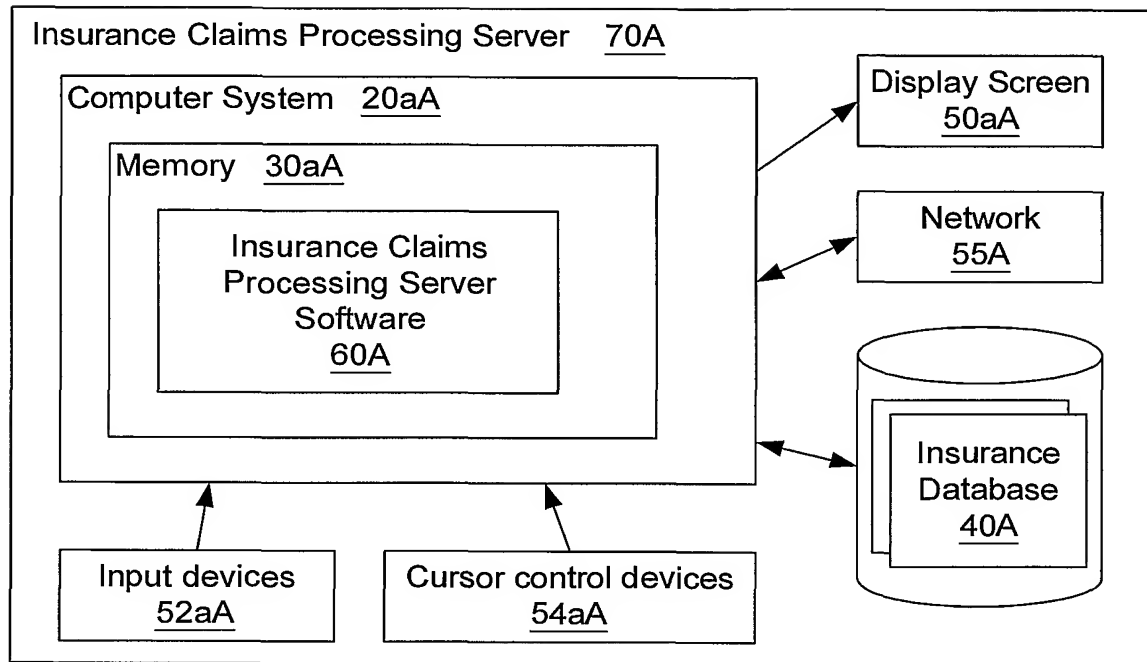 Insurance Claims Processing Server 70A
Computer System 20aA
Memory 30aA
Insurance Claims
Processing Server
Software
60A
Display Screen
50aA
Network
55A
Insurance
Database
40A
Input devices
52aA
Cursor control devices
54aA